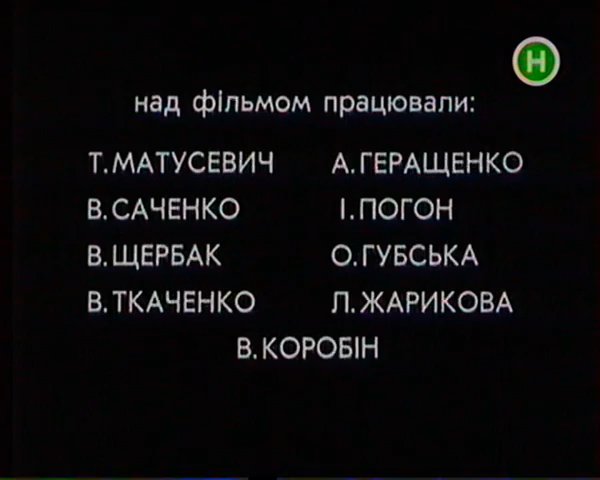 Н
над фільмом працювали:
Т. МАТУСЕВИЧ А. ГЕРАЩЕНКО
В. САЧЕНКО І. ПОГОН
В. ЩЕРБАК О. ГУБСЬКА
В. ТКАЧЕНКО Л. ЖАРИКОВА
В. КОРОБІН